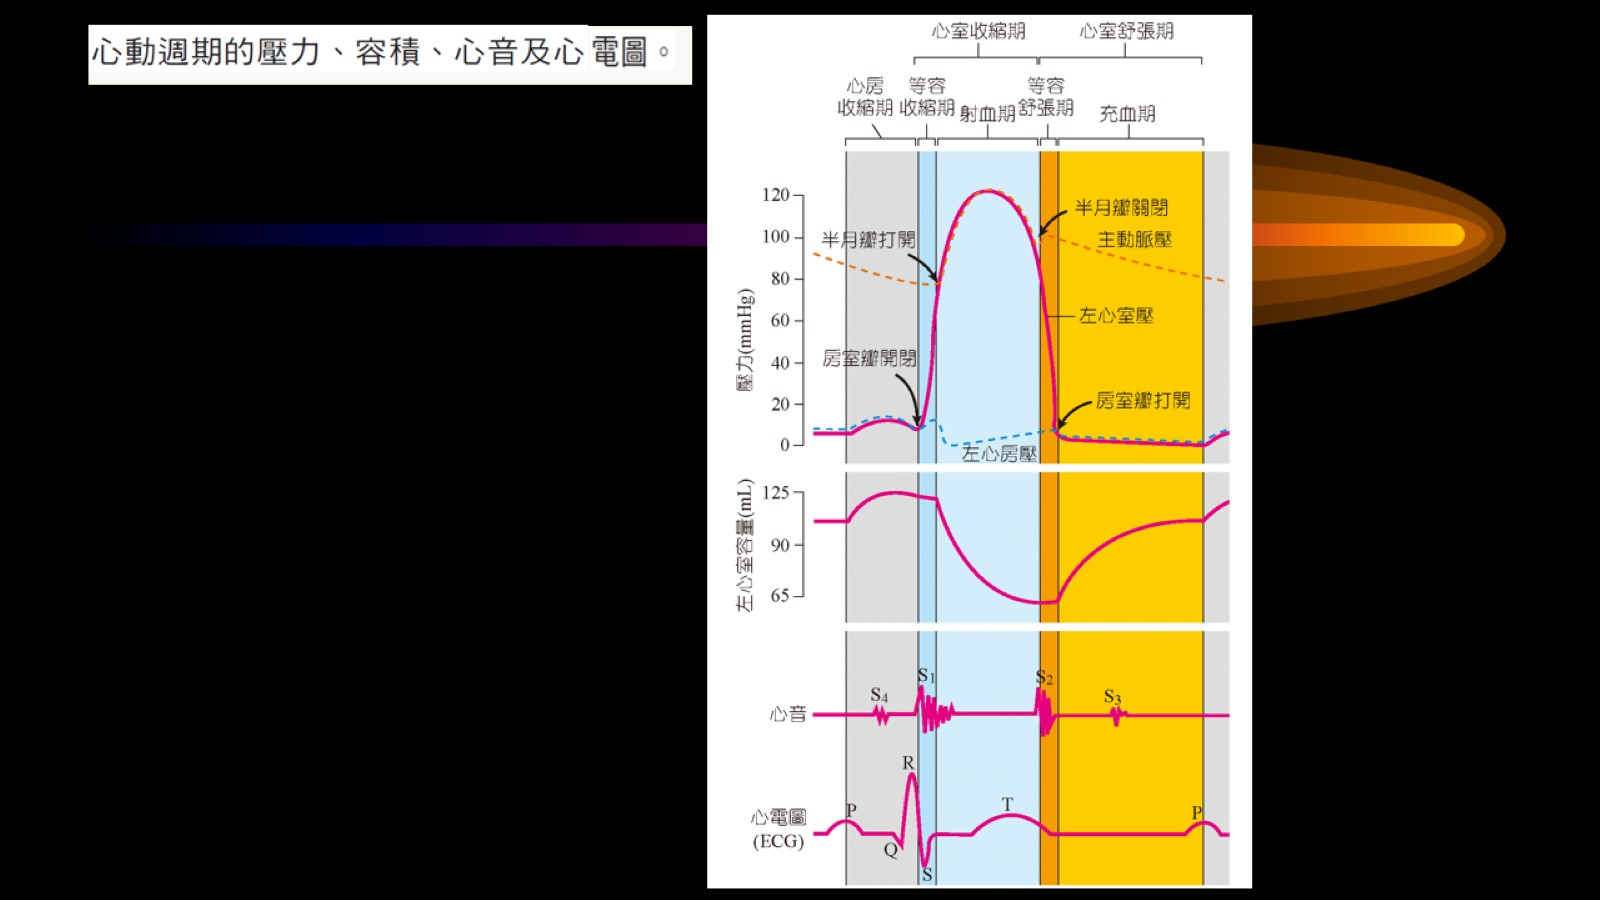 心動週期的壓力、容積、心音及心電圖。
心室收縮期
心室舒張期
心房
收縮期
等容
收縮期
射血期
等容
舒張期
充血期
壓力(mmHg)
120
100
80
60
40
20
0
半月瓣打開
半月瓣關閉
主動脈壓
左心室壓
房室瓣開閉
房室瓣打開
左心房壓
左心室容量(mL)
125
90
65
心音
S4
S1
S2
S3
心電圖
(ECG)
P
Q
R
S
T
P